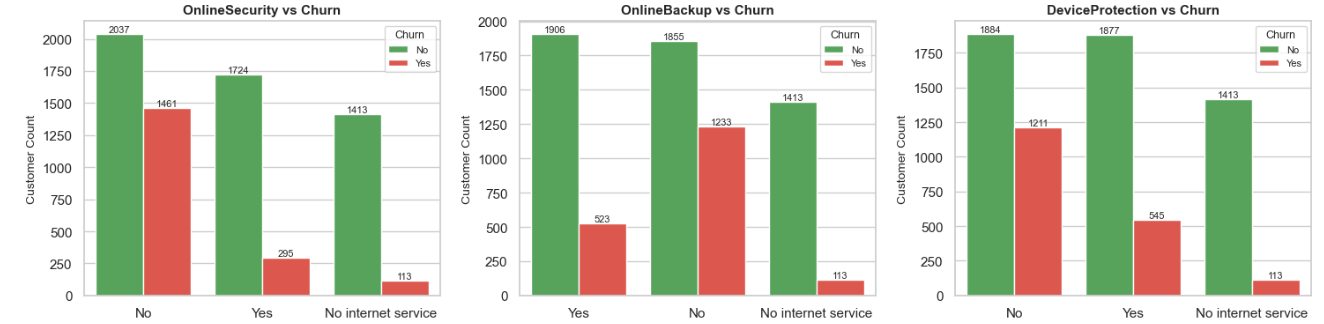 OnlineSecurity vs Churn
2037
1461
1724
295
1413
113
Churn
No
Yes
2000
1750
1500
1250
1000
750
500
250
0
Customer Count
No
Yes
No internet service
OnlineBackup vs Churn
1906
523
1855
1233
1413
113
Churn
No
Yes
2000
1750
1500
1250
1000
750
500
250
0
Customer Count
Yes
No
No internet service
DeviceProtection vs Churn
1884
1211
1877
545
1413
113
Churn
No
Yes
1750
1500
1250
1000
750
500
250
0
Customer Count
No
Yes
No internet service